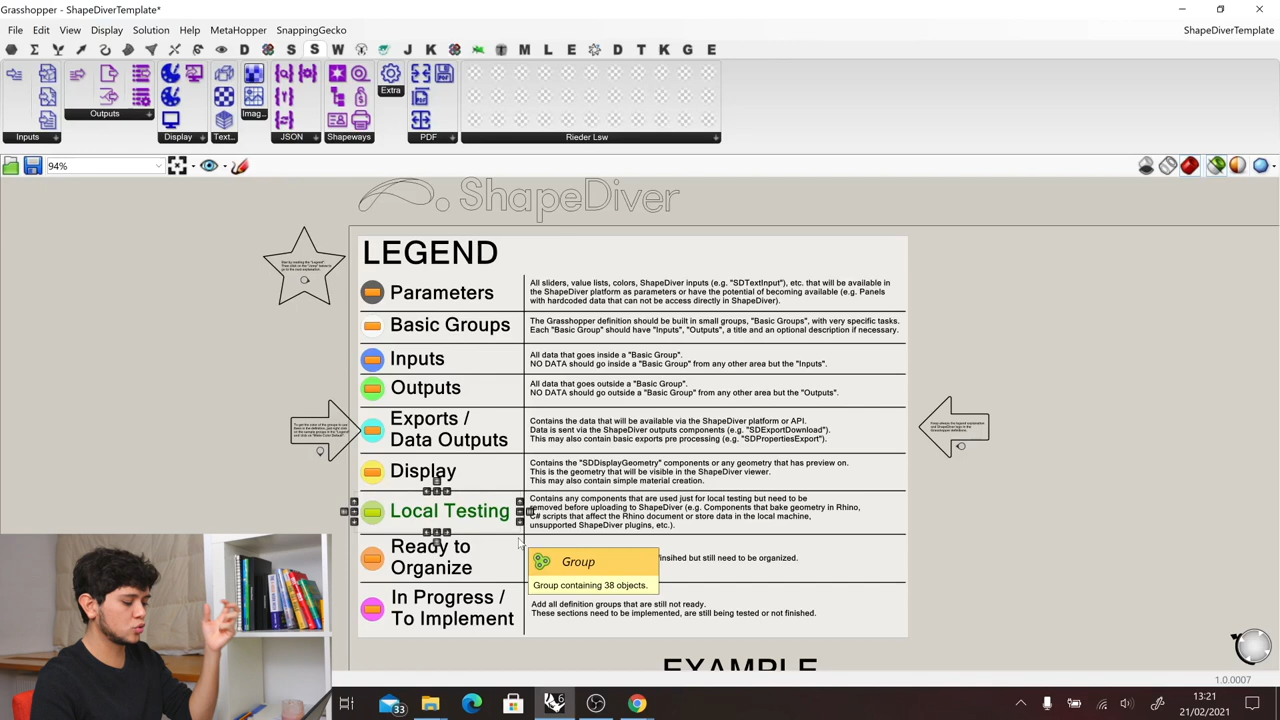 Grasshopper - ShapeDiverTemplate*
File Edit View Display Solution Help MetaHopper SnappingGecko
ShapeDiverTemplate
D S S W J K M L E D T K G E
Extra
Inputs Outputs Display Text... Imag... JSON Shapeways PDF Rieder Lsw
94%
ShapeDiver
LEGEND
Parameters
All sliders, value lists, colors, ShapeDiver inputs (e.g. "SDTextInput"), etc. that will be available in
the ShapeDiver platform as parameters or have the potential of becoming available (e.g. Panels
with hardcoded data that can not be access directly in ShapeDiver).
Basic Groups
The Grasshopper definition should be built in small groups, "Basic Groups", with very specific tasks.
Each "Basic Group" should have "Inputs", "Outputs", a title and an optional description if necessary.
Inputs
All data that goes inside a "Basic Group".
NO DATA should go inside a "Basic Group" from any other area but the "Inputs".
Outputs
All data that goes outside a "Basic Group".
NO DATA should go outside a "Basic Group" from any other area but the "Outputs".
Exports /
Data Outputs
Contains the data that will be available via the ShapeDiver platform or API.
Data is sent via the ShapeDiver outputs components (e.g. "SDExportDownload").
This may also contain basic exports pre processing (e.g. "SDPropertiesExport").
Display
Contains the "SDDisplayGeometry" components or any geometry that has preview on.
This is the geometry that will be visible in the ShapeDiver viewer.
This may also contain simple material creation.
Local Testing
Contains any components that are used just for local testing but need to be
removed before uploading to ShapeDiver (e.g. Components that bake geometry in Rhino,
C# scripts that affect the Rhino document or store data in the local machine,
unsupported ShapeDiver plugins, etc.).
Ready to
Organize
finsihed but still need to be organized.
Group
Group containing 38 objects.
In Progress /
To Implement
Add all definition groups that are still not ready.
These sections need to be implemented, are still being tested or not finished.
EXAMPLE
1.0.0007
33
6
13:21
21/02/2021